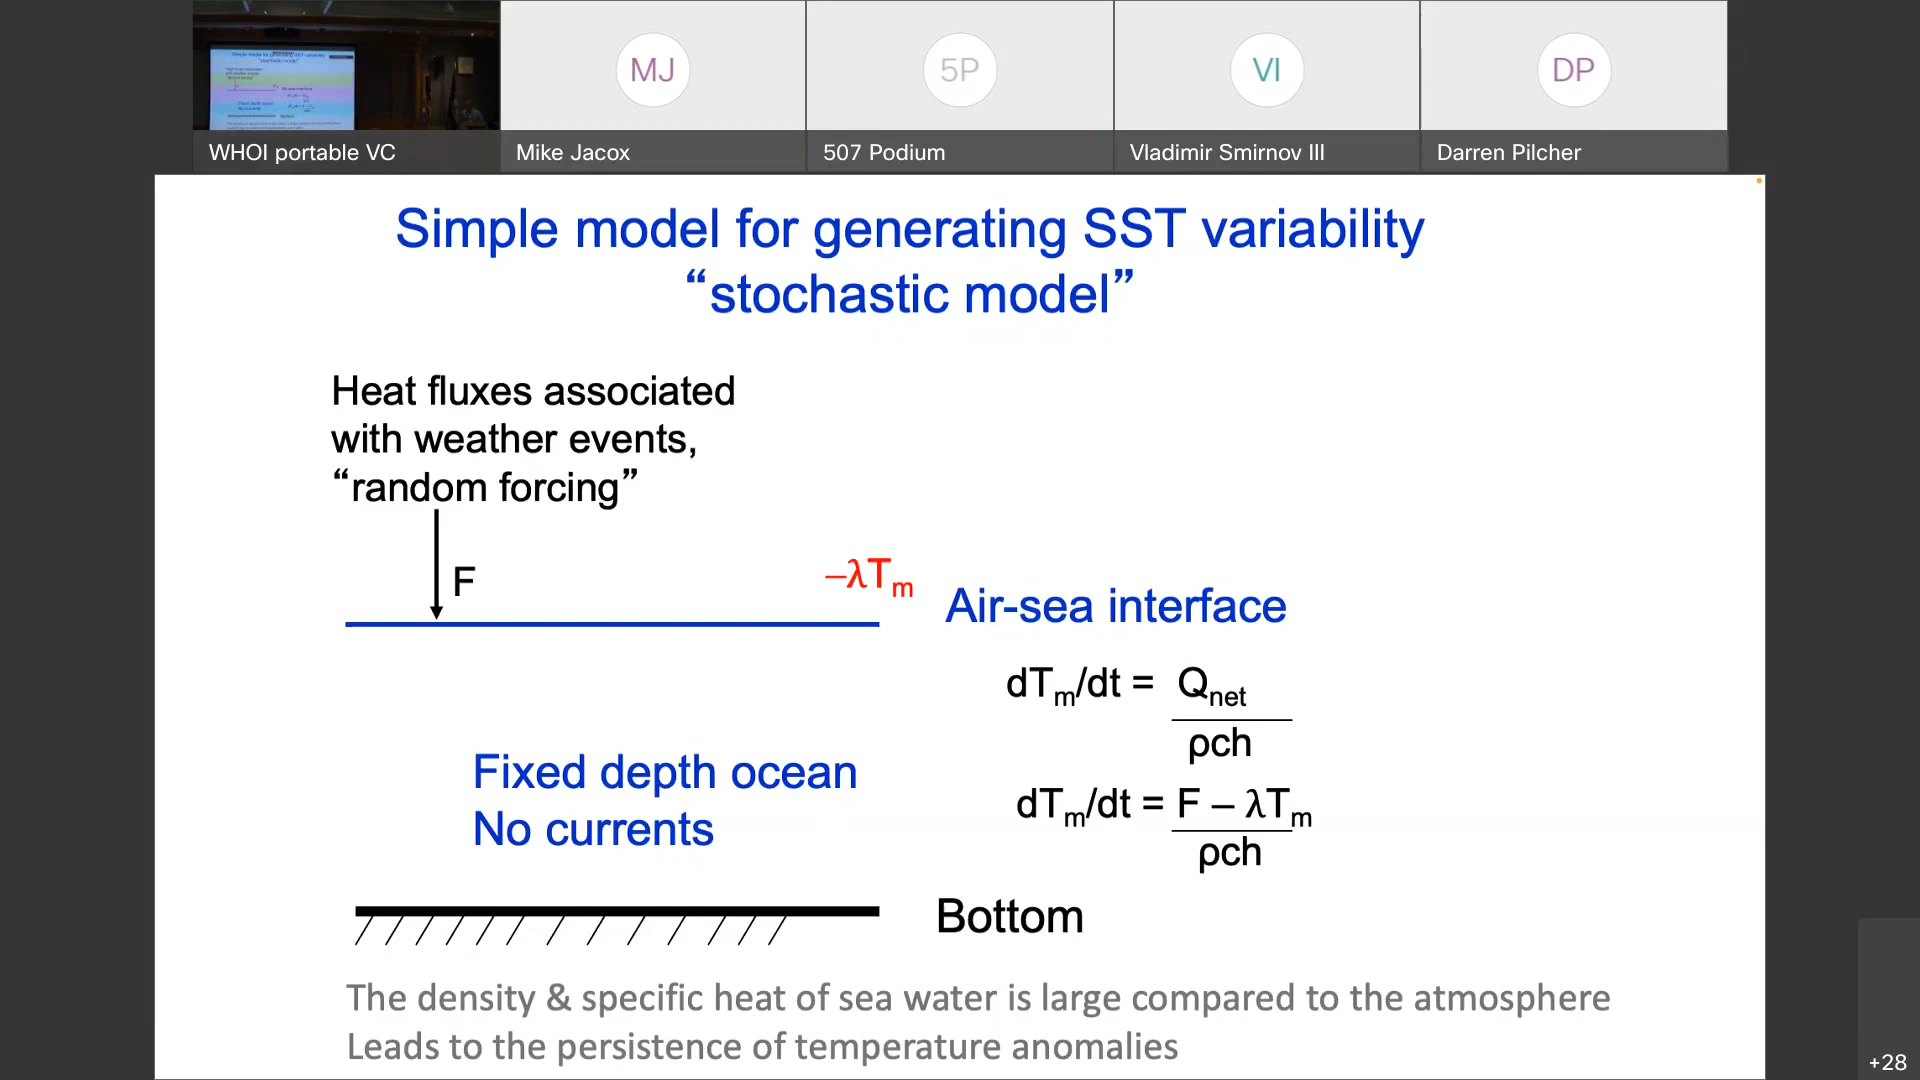 MJ
5P
VI
DP
WHOI portable VC
Mike Jacox
507 Podium
Vladimir Smirnov III
Darren Pilcher
Simple model for generating SST variability
“stochastic model”
Heat fluxes associated
with weather events,
“random forcing”
F
–λTm
Air-sea interface
dTm/dt = Qnet
ρch
Fixed depth ocean
No currents
dTm/dt = F – λTm
ρch
Bottom
The density & specific heat of sea water is large compared to the atmosphere
Leads to the persistence of temperature anomalies
+28